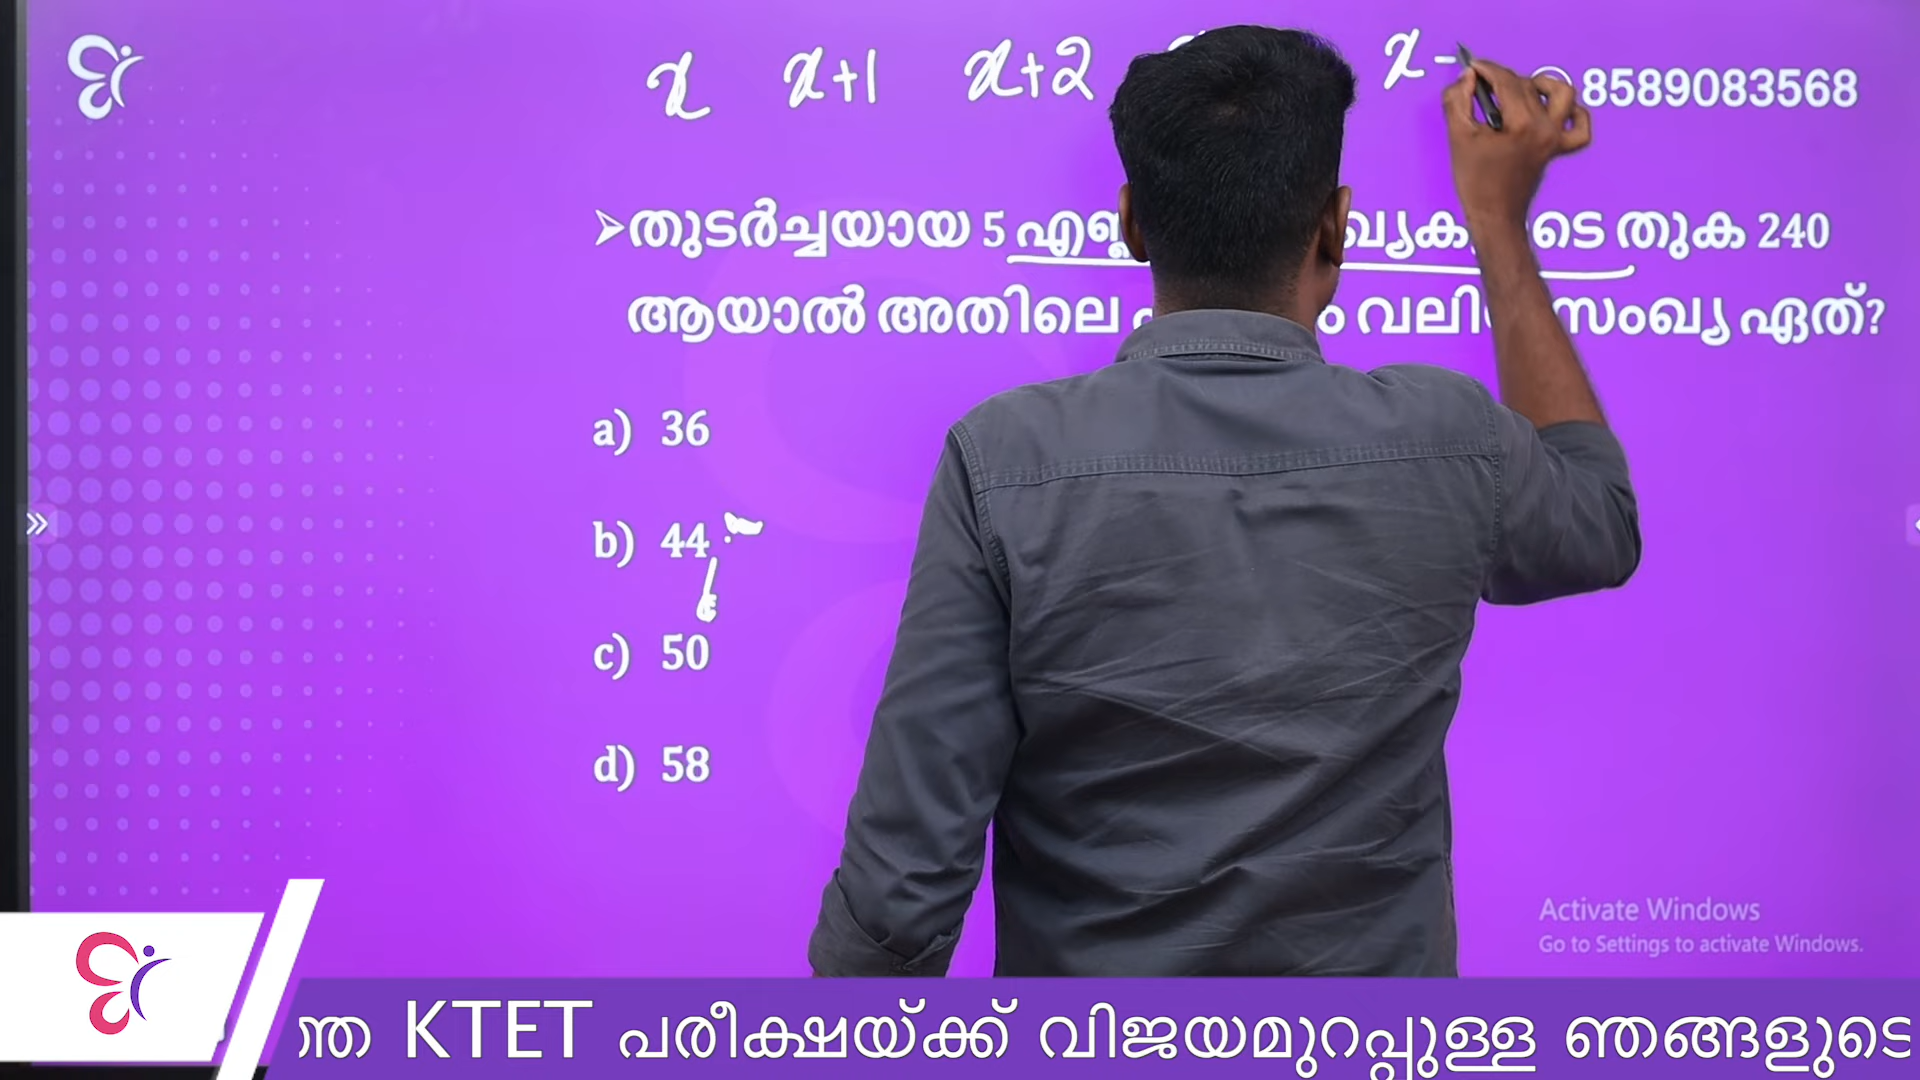 x x+1 x+2 x -
8589083568
➢തുടർച്ചയായ 5 തുക 240
ആയാൽ അതിലെ സംഖ്യ ഏത്?
a) 36
b) 44
c) 50
d) 58
Activate Windows
Go to Settings to activate Windows.
KTET പരീക്ഷയ്ക്ക് വിജയമുറപ്പുള്ള ഞങ്ങളുടെ